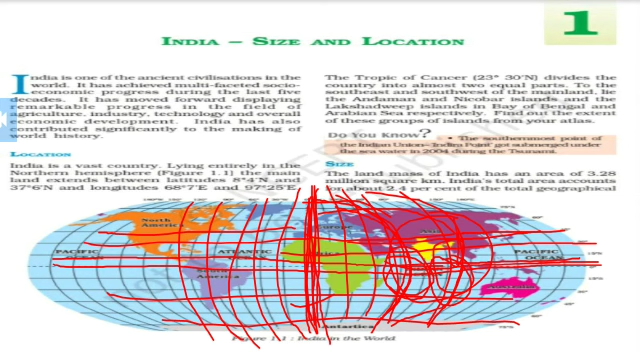 1
INDIA – SIZE AND LOCATION
India is one of the ancient civilisations in the
world. It has achieved multi-faceted socio-
economic progress during the last five
decades. It has moved forward displaying
remarkable progress in the field of
agriculture, industry, technology and overall
economic development. India has also
contributed significantly to the making of
world history.
LOCATION
India is a vast country. Lying entirely in the
Northern hemisphere (Figure 1.1) the main
land extends between latitudes 8°4'N and
37°6'N and longitudes 68°7'E and 97°25'E
The Tropic of Cancer (23° 30'N) divides the
country into almost two equal parts. To the
southeast and southwest of the mainland, lie
the Andaman and Nicobar islands and the
Lakshadweep islands in Bay of Bengal and
Arabian Sea respectively. Find out the extent
of these groups of islands from your atlas.
DO YOU KNOW?
• The southernmost point of
the Indian Union– 'Indira Point' got submerged under
the sea water in 2004 during the Tsunami.
SIZE
The land mass of India has an area of 3.28
million square km. India's total area accounts
for about 2.4 per cent of the total geographical
North
America
Europe
Asia
PACIFIC
OCEAN
ATLANTIC
Africa
PACIFIC
OCEAN
South
America
Australia
Antartica
Figure 1.1 : India in the World